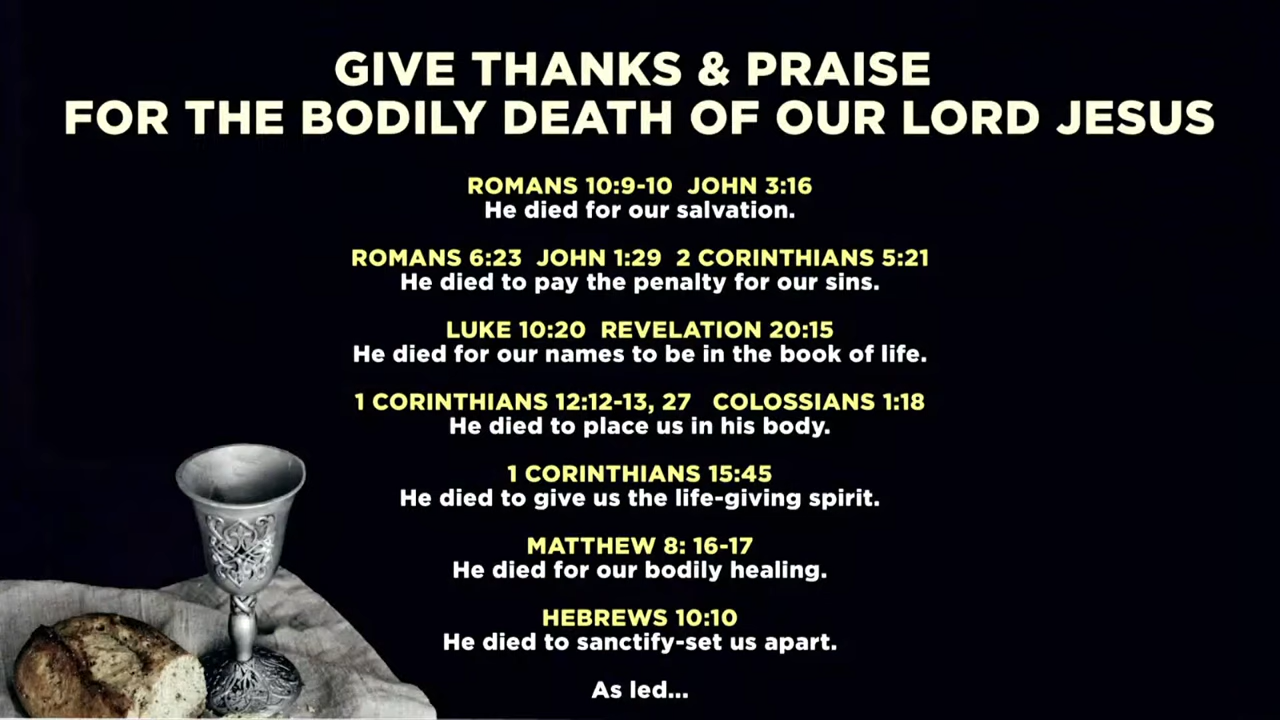 GIVE THANKS & PRAISE
FOR THE BODILY DEATH OF OUR LORD JESUS
ROMANS 10:9-10 JOHN 3:16
He died for our salvation.
ROMANS 6:23 JOHN 1:29 2 CORINTHIANS 5:21
He died to pay the penalty for our sins.
LUKE 10:20 REVELATION 20:15
He died for our names to be in the book of life.
1 CORINTHIANS 12:12-13, 27 COLOSSIANS 1:18
He died to place us in his body.
1 CORINTHIANS 15:45
He died to give us the life-giving spirit.
MATTHEW 8: 16-17
He died for our bodily healing.
HEBREWS 10:10
He died to sanctify-set us apart.
As led...